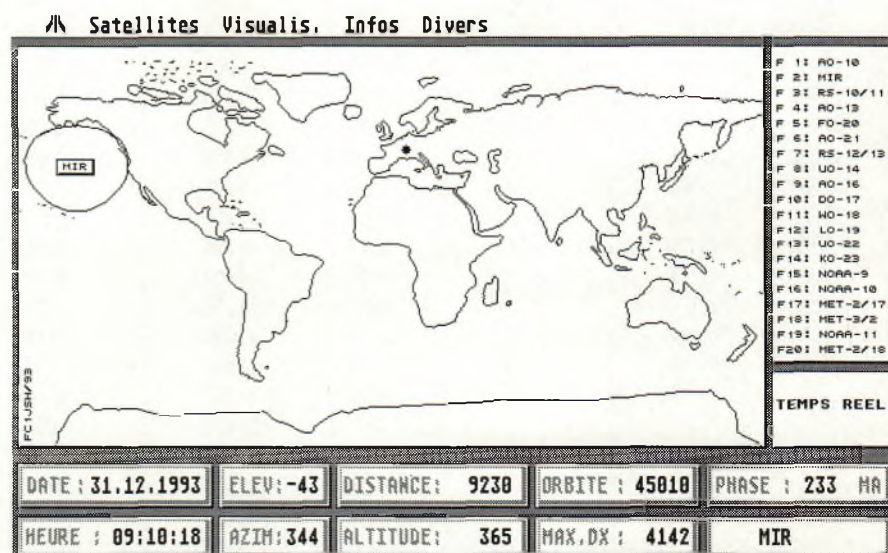 Satellites Visualis. Infos Divers
MIR
F 1: AO-10
F 2: MIR
F 3: RS-10/11
F 4: AO-13
F 5: FO-20
F 6: AO-21
F 7: RS-12/13
F 8: UO-14
F 9: AO-16
F10: DO-17
F11: WO-18
F12: LO-19
F13: UO-22
F14: KO-23
F15: NOAA-9
F16: NOAA-10
F17: MET-2/17
F18: MET-3/2
F19: NOAA-11
F20: MET-2/18
FC1JSH/93
TEMPS REEL
DATE : 31.12.1993 ELEV:-43 DISTANCE: 9230 ORBITE : 45010 PHASE : 233 MA
HEURE : 09:10:18 AZIM:344 ALTITUDE: 365 MAX.DX : 4142 MIR